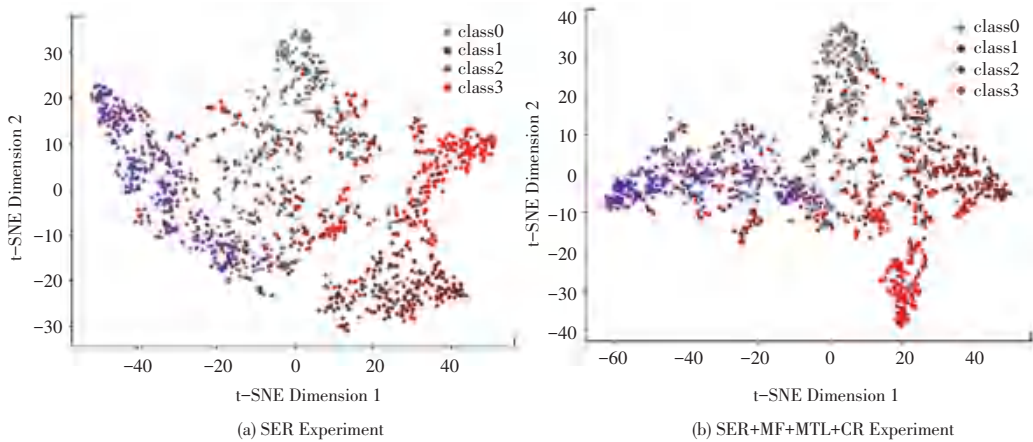 class0
class1
class2
class3
30
20
10
0
−10
−20
−30
t−SNE Dimension 2
−40
−20
0
20
40
t−SNE Dimension 1
(a) SER Experiment
class0
class1
class2
class3
40
30
20
10
0
−10
−20
−30
−40
t−SNE Dimension 2
−60
−40
−20
0
20
40
t−SNE Dimension 1
(b) SER+MF+MTL+CR Experiment